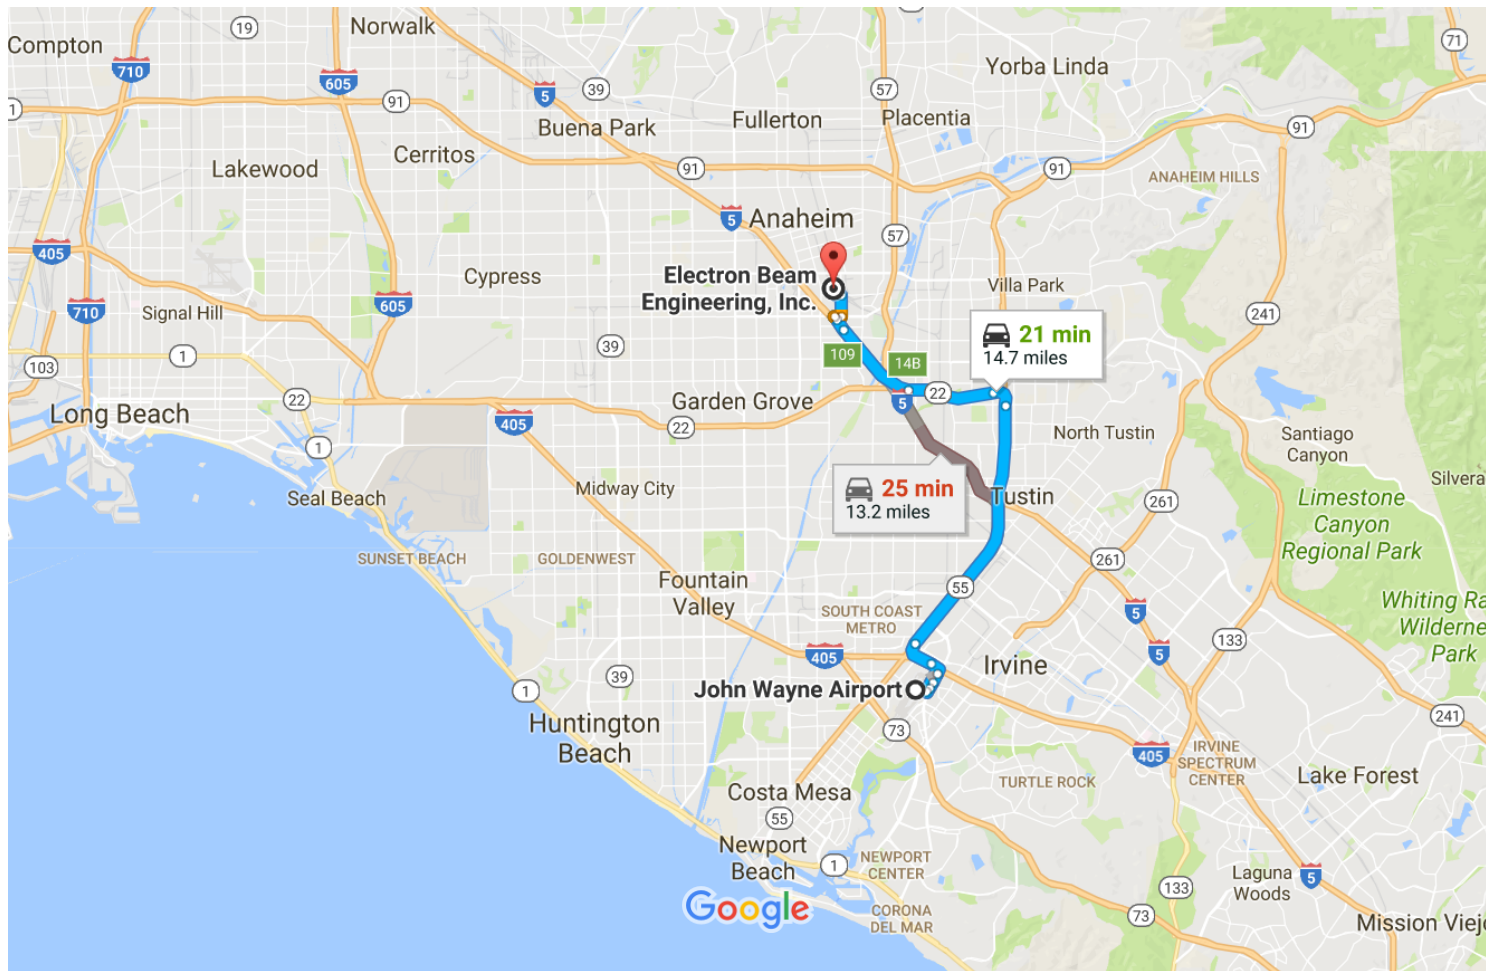 Norwalk
Compton
19
71
710
605
Yorba Linda
5
39
57
91
1
Placentia
Fullerton
Buena Park
91
Cerritos
91
Lakewood
91
ANAHEIM HILLS
5
Anaheim
57
405
Electron Beam
Engineering, Inc.
Cypress
Villa Park
605
710
Signal Hill
241
21 min
14.7 miles
39
109
1
14B
103
22
22
5
Long Beach
Garden Grove
405
22
North Tustin
Santiago
Canyon
1
Silvera
25 min
13.2 miles
Midway City
Tustin
Seal Beach
261
Limestone
Canyon
Regional Park
SUNSET BEACH
GOLDENWEST
261
Fountain
Valley
55
Whiting Ra
Wilderne
Park
SOUTH COAST
METRO
5
133
405
5
Irvine
39
John Wayne Airport
1
241
Huntington
Beach
73
405
IRVINE
SPECTRUM
CENTER
Lake Forest
TURTLE ROCK
Costa Mesa
55
Newport
Beach
1
NEWPORT
CENTER
Laguna
Woods
5
133
Google
CORONA
DEL MAR
73
Mission Viejo